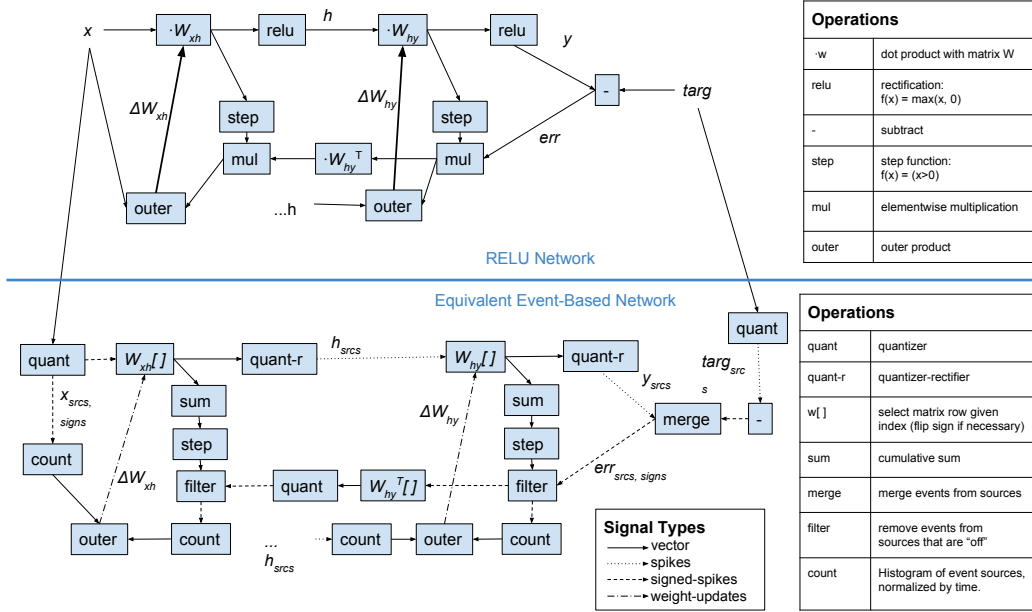 x
·W_xh
relu
h
·W_hy
relu
y
-
targ
ΔW_xh
ΔW_hy
step
step
err
mul
·W_hy^T
mul
outer
...h
outer
RELU Network
Operations
·w dot product with matrix W
relu rectification:
f(x) = max(x, 0)
- subtract
step step function:
f(x) = (x>0)
mul elementwise multiplication
outer outer product
Equivalent Event-Based Network
quant
quant
W_xh[ ]
quant-r
h_srcs
W_hy[ ]
quant-r
targ_src
s
x_srcs,
signs
sum
ΔW_hy
sum
y_srcs
merge
-
count
step
step
ΔW_xh
filter
quant
W_hy^T[ ]
filter
err_srcs, signs
outer
count
...
h_srcs
count
outer
count
Signal Types
vector
spikes
signed-spikes
weight-updates
Operations
quant quantizer
quant-r quantizer-rectifier
w[ ] select matrix row given
index (flip sign if necessary)
sum cumulative sum
merge merge events from sources
filter remove events from
sources that are “off”
count Histogram of event sources,
normalized by time.